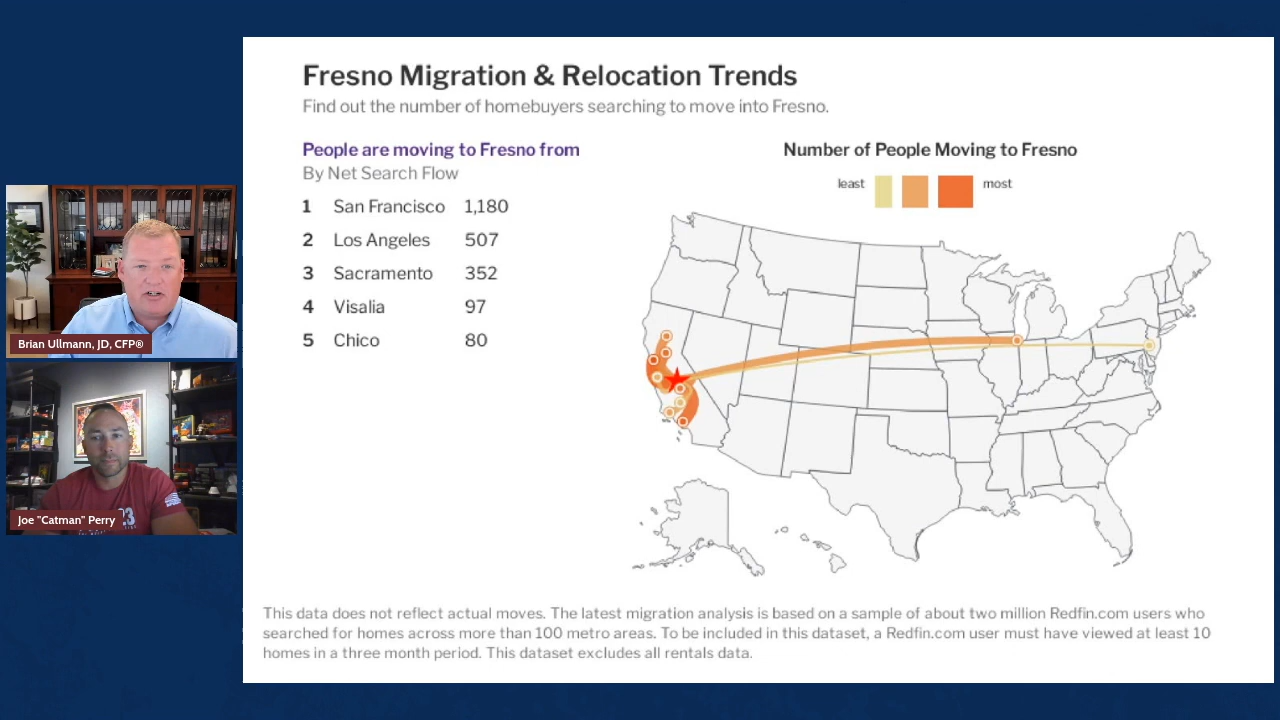 Fresno Migration & Relocation Trends
Find out the number of homebuyers searching to move into Fresno.
People are moving to Fresno from
By Net Search Flow
1 San Francisco 1,180
2 Los Angeles 507
3 Sacramento 352
4 Visalia 97
5 Chico 80
Number of People Moving to Fresno
least most
Brian Ullmann, JD, CFP®
Joe "Catman" Perry
This data does not reflect actual moves. The latest migration analysis is based on a sample of about two million Redfin.com users who
searched for homes across more than 100 metro areas. To be included in this dataset, a Redfin.com user must have viewed at least 10
homes in a three month period. This dataset excludes all rentals data.